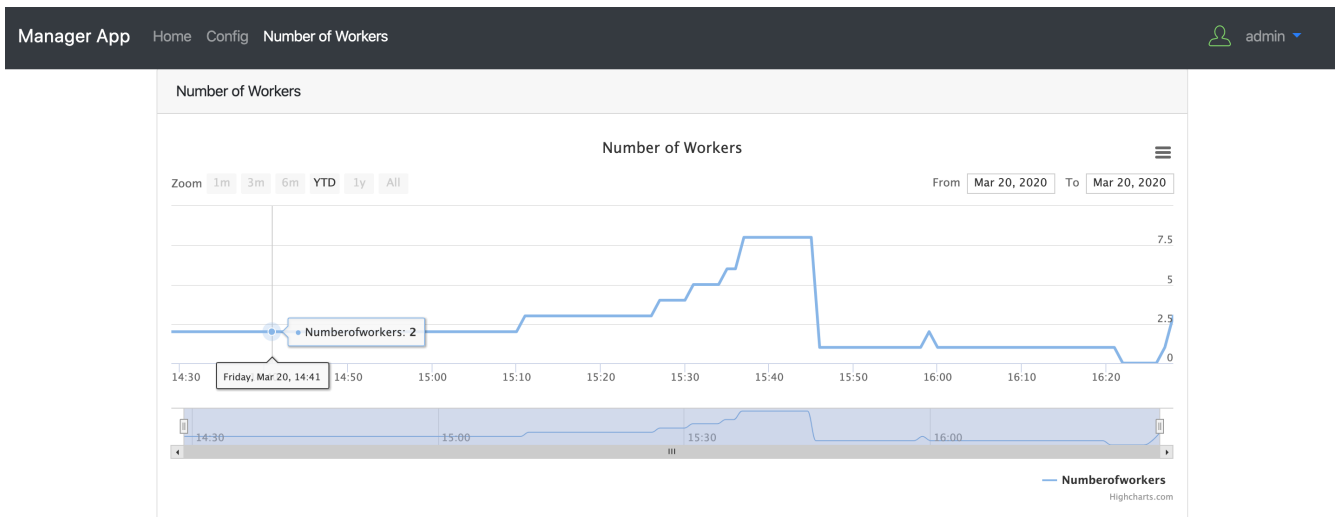 Manager App Home Config Number of Workers admin
Number of Workers
Number of Workers
Zoom 1m 3m 6m YTD 1y All From Mar 20, 2020 To Mar 20, 2020
7.5
5
2.5
Numberofworkers: 2
0
14:30 Friday, Mar 20, 14:41 14:50 15:00 15:10 15:20 15:30 15:40 15:50 16:00 16:10 16:20
14:30 15:00 15:30 16:00
Numberofworkers
Highcharts.com